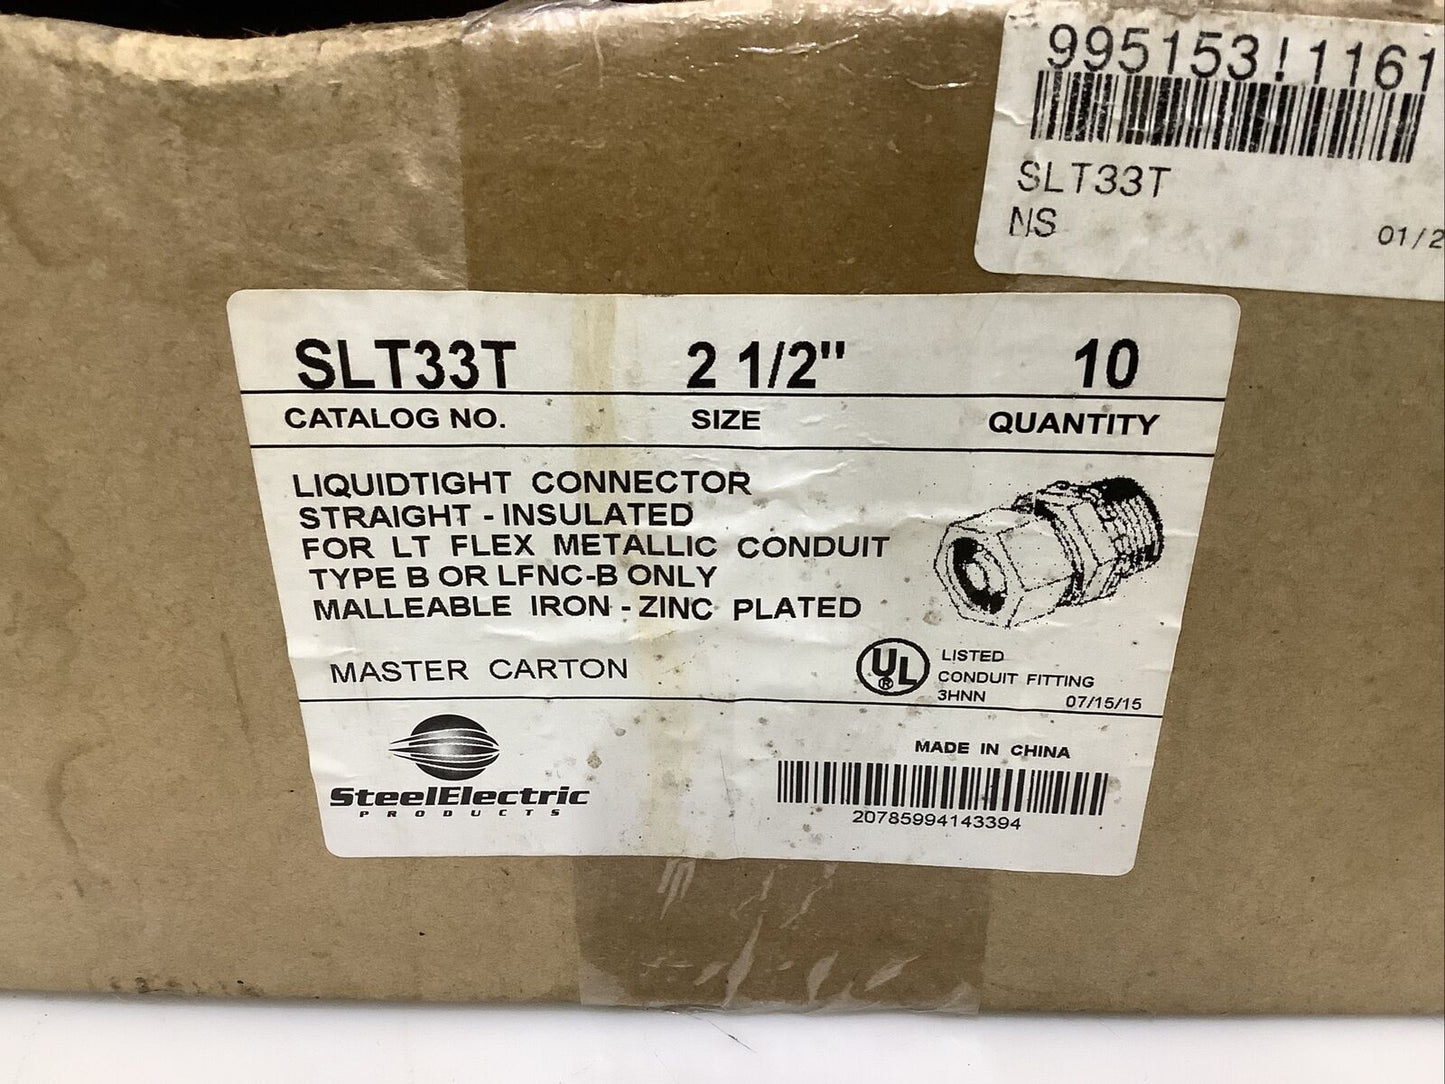 995153!1161
SLT33T
NS
01/2
SLT33T 2 1/2" 10
CATALOG NO. SIZE QUANTITY
LIQUIDTIGHT CONNECTOR
STRAIGHT - INSULATED
FOR LT FLEX METALLIC CONDUIT
TYPE B OR LFNC-B ONLY
MALLEABLE IRON - ZINC PLATED
MASTER CARTON
UL ®
LISTED
CONDUIT FITTING
3HNN 07/15/15
SteelElectric
PRODUCTS
MADE IN CHINA
20785994143394